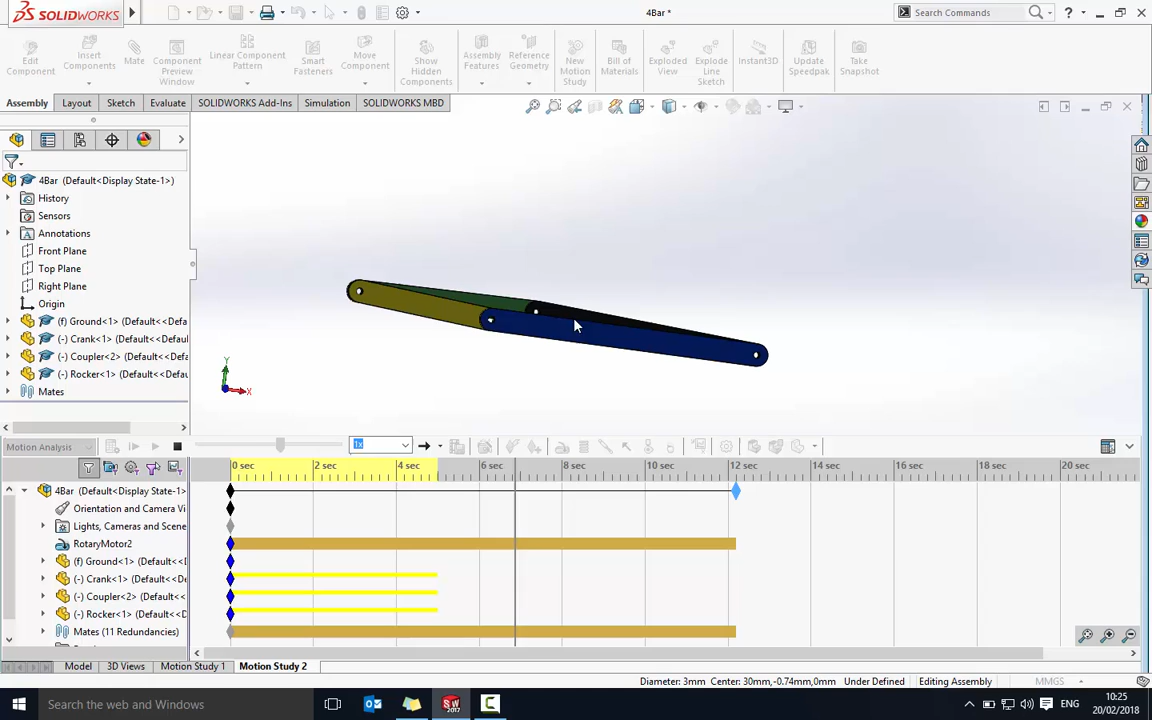 SOLIDWORKS
4Bar *
Search Commands
Edit Component
Insert Components
Mate
Component Preview Window
Linear Component Pattern
Smart Fasteners
Move Component
Show Hidden Components
Assembly Features
Reference Geometry
New Motion Study
Bill of Materials
Exploded View
Explode Line Sketch
Instant3D
Update Speedpak
Take Snapshot
Assembly Layout Sketch Evaluate SOLIDWORKS Add-Ins Simulation SOLIDWORKS MBD
4Bar (Default<Display State-1>)
History
Sensors
Annotations
Front Plane
Top Plane
Right Plane
Origin
(f) Ground<1> (Default<<Defa
(-) Crank<1> (Default<<Defau
(-) Coupler<2> (Default<<Def
(-) Rocker<1> (Default<<Defa
Mates
Y
X
Motion Analysis
1x
0 sec 2 sec 4 sec 6 sec 8 sec 10 sec 12 sec 14 sec 16 sec 18 sec 20 sec
4Bar (Default<Display State-1>
Orientation and Camera Vi
Lights, Cameras and Scene
RotaryMotor2
(f) Ground<1> (Default<<D
(-) Crank<1> (Default<<Def
(-) Coupler<2> (Default<<D
(-) Rocker<1> (Default<<D
Mates (11 Redundancies)
Model 3D Views Motion Study 1 Motion Study 2
Diameter: 3mm Center: 30mm,-0.74mm,0mm Under Defined Editing Assembly MMGS
Search the web and Windows
SW
2017
ENG
10:25
20/02/2018